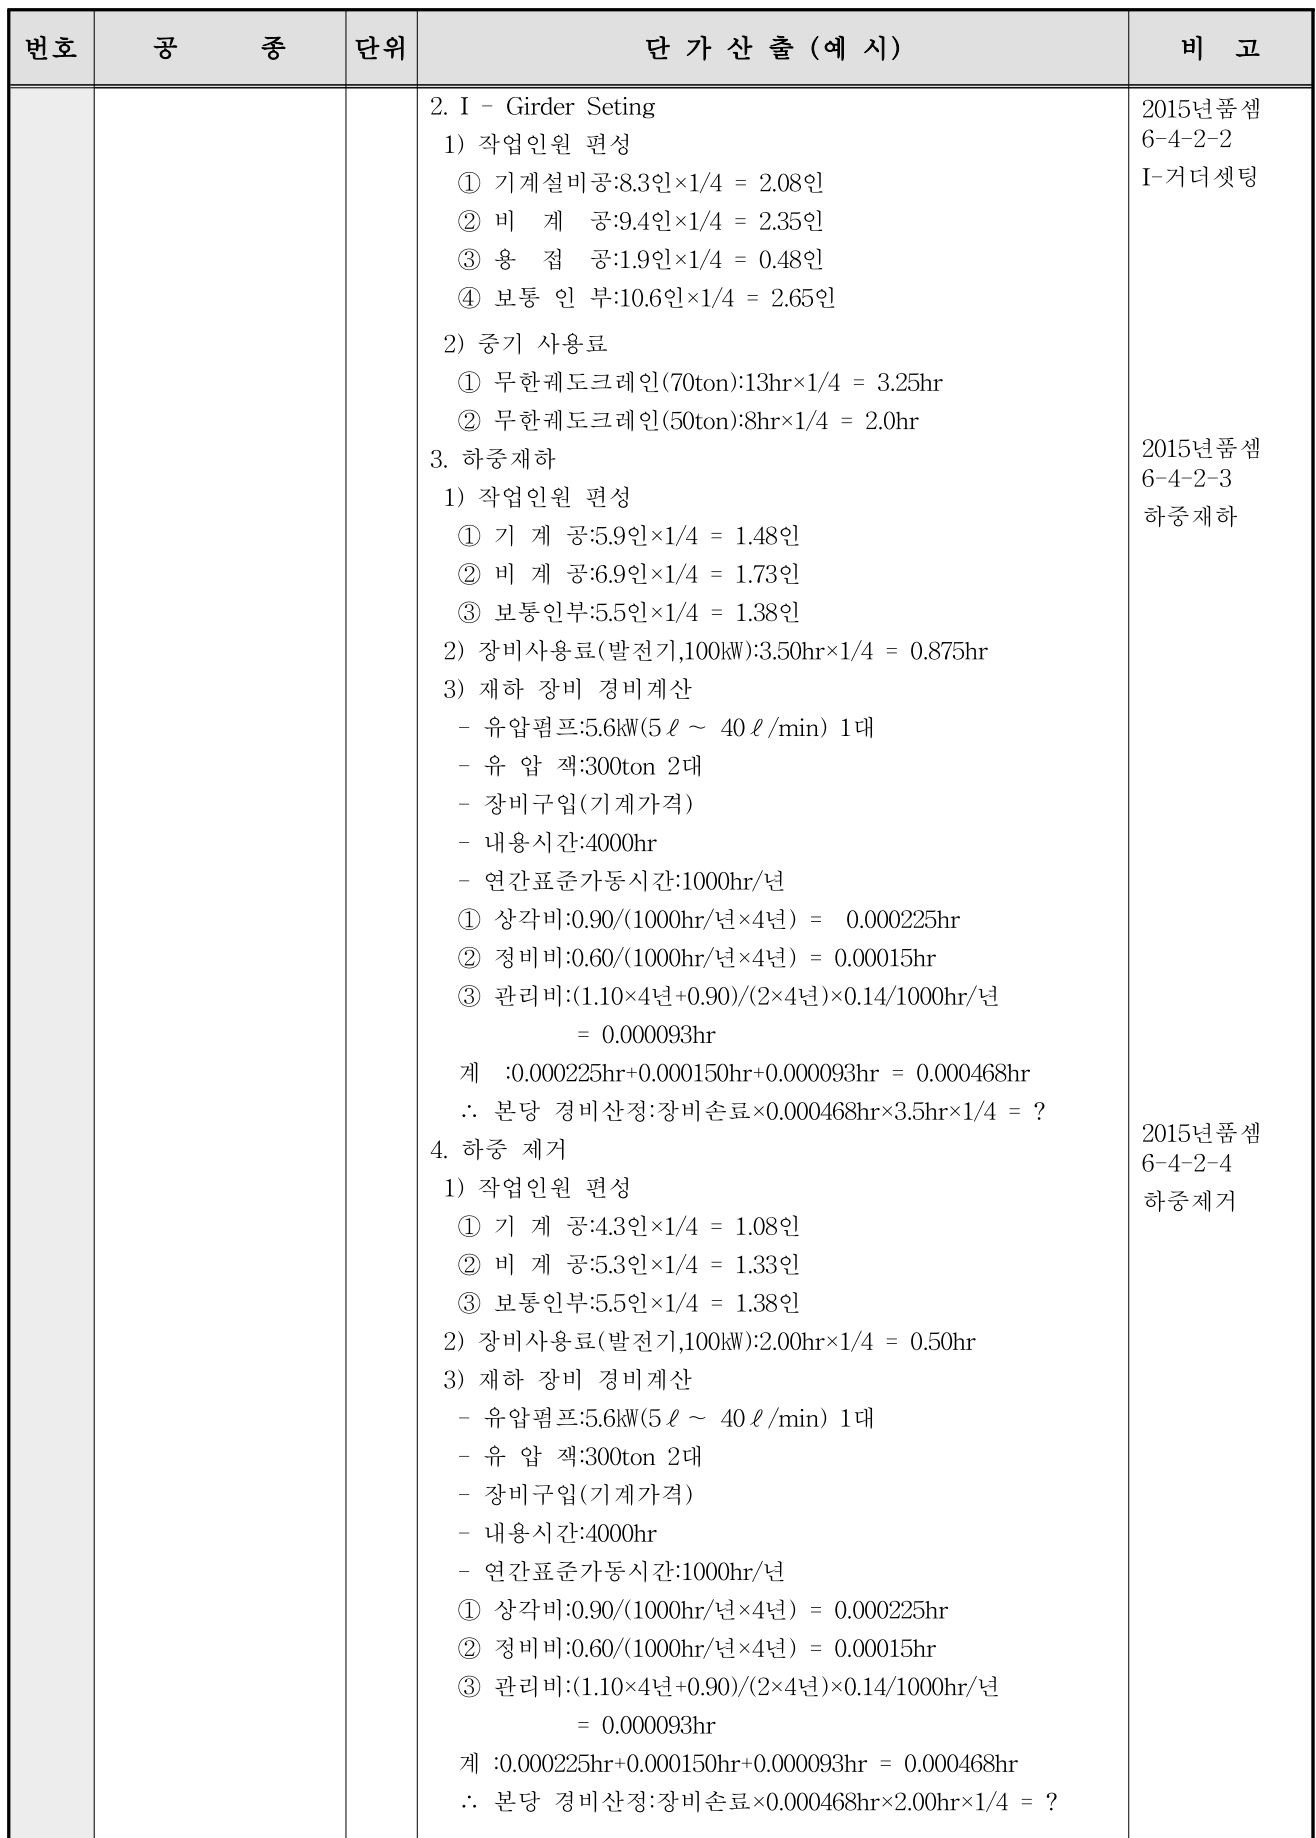 번호 공 종 단위 단 가 산 출 (예 시) 비 고
2. I - Girder Seting
1) 작업인원 편성
① 기계설비공:8.3인×1/4 = 2.08인
② 비 계 공:9.4인×1/4 = 2.35인
③ 용 접 공:1.9인×1/4 = 0.48인
④ 보통 인 부:10.6인×1/4 = 2.65인
2) 중기 사용료
① 무한궤도크레인(70ton):13hr×1/4 = 3.25hr
② 무한궤도크레인(50ton):8hr×1/4 = 2.0hr
3. 하중재하
1) 작업인원 편성
① 기 계 공:5.9인×1/4 = 1.48인
② 비 계 공:6.9인×1/4 = 1.73인
③ 보통인부:5.5인×1/4 = 1.38인
2) 장비사용료(발전기,100㎾):3.50hr×1/4 = 0.875hr
3) 재하 장비 경비계산
- 유압펌프:5.6㎾(5ℓ ~ 40ℓ/min) 1대
- 유 압 잭:300ton 2대
- 장비구입(기계가격)
- 내용시간:4000hr
- 연간표준가동시간:1000hr/년
① 상각비:0.90/(1000hr/년×4년) = 0.000225hr
② 정비비:0.60/(1000hr/년×4년) = 0.00015hr
③ 관리비:(1.10×4년+0.90)/(2×4년)×0.14/1000hr/년
= 0.000093hr
계 :0.000225hr+0.000150hr+0.000093hr = 0.000468hr
∴ 본당 경비산정:장비손료×0.000468hr×3.5hr×1/4 = ?
4. 하중 제거
1) 작업인원 편성
① 기 계 공:4.3인×1/4 = 1.08인
② 비 계 공:5.3인×1/4 = 1.33인
③ 보통인부:5.5인×1/4 = 1.38인
2) 장비사용료(발전기,100㎾):2.00hr×1/4 = 0.50hr
3) 재하 장비 경비계산
- 유압펌프:5.6㎾(5ℓ ~ 40ℓ/min) 1대
- 유 압 잭:300ton 2대
- 장비구입(기계가격)
- 내용시간:4000hr
- 연간표준가동시간:1000hr/년
① 상각비:0.90/(1000hr/년×4년) = 0.000225hr
② 정비비:0.60/(1000hr/년×4년) = 0.00015hr
③ 관리비:(1.10×4년+0.90)/(2×4년)×0.14/1000hr/년
= 0.000093hr
계 :0.000225hr+0.000150hr+0.000093hr = 0.000468hr
∴ 본당 경비산정:장비손료×0.000468hr×2.00hr×1/4 = ?
2015년품셈
6-4-2-2
I-거더셋팅
2015년품셈
6-4-2-3
하중재하
2015년품셈
6-4-2-4
하중제거